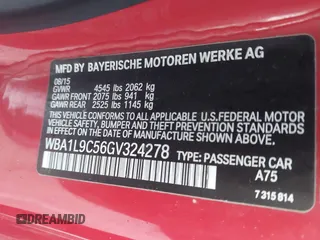 MFD BY BAYERISCHE MOTOREN WERKE AG
08/15
GVWR 4545 lbs 2062 kg
GAWR FRONT 2075 lbs 941 kg
GAWR REAR 2525 lbs 1145 kg
THIS VEHICLE CONFORMS TO ALL APPLICABLE U.S. FEDERAL MOTOR
VEHICLE SAFETY, BUMPER, AND THEFT PREVENTION STANDARDS IN
EFFECT ON THE DATE OF MANUFACTURE SHOWN ABOVE.
WBA1L9C56GV324278 TYPE: PASSENGER CAR
A75
7 315 814
DREAMBID